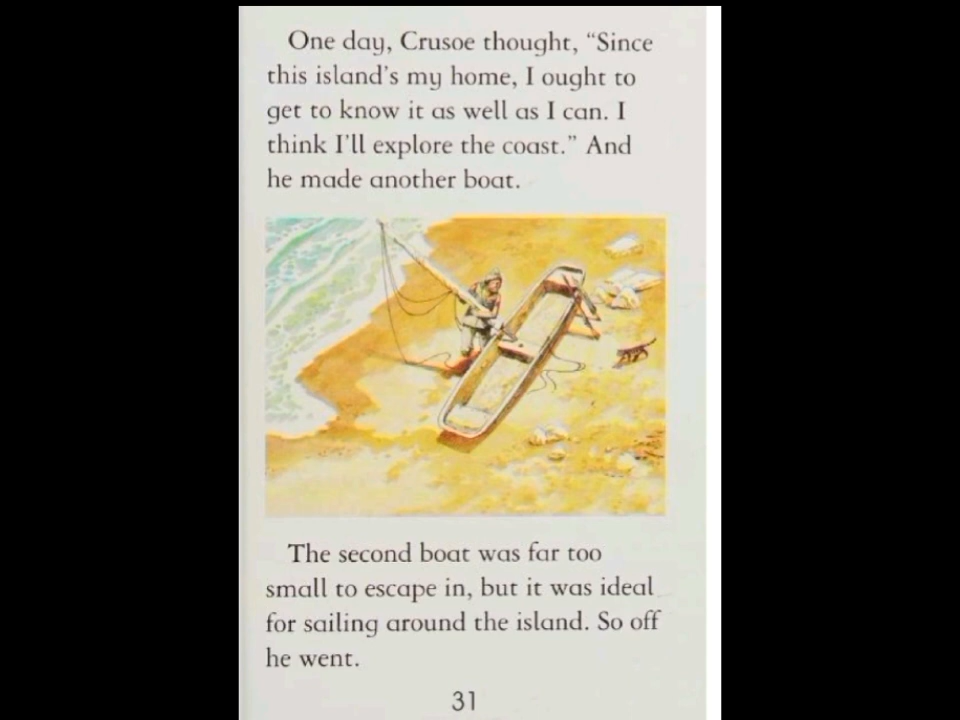 One day, Crusoe thought, “Since
this island’s my home, I ought to
get to know it as well as I can. I
think I’ll explore the coast.” And
he made another boat.
The second boat was far too
small to escape in, but it was ideal
for sailing around the island. So off
he went.
31